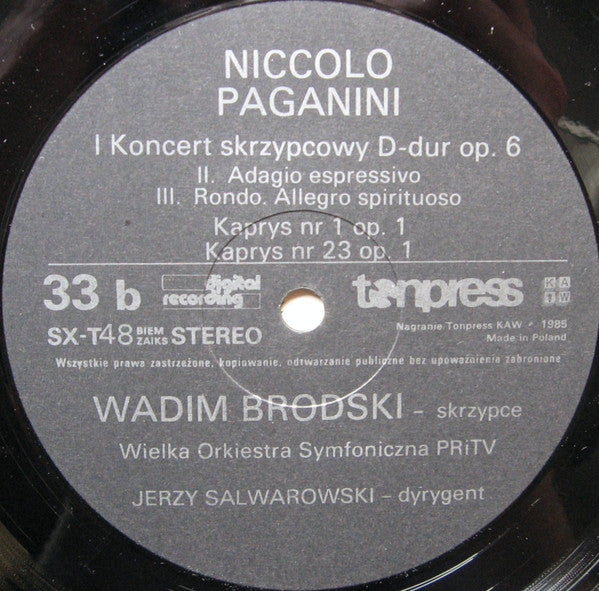 NICCOLO
PAGANINI
I Koncert skrzypcowy D-dur op. 6
II. Adagio espressivo
III. Rondo. Allegro spirituoso
Kaprys nr 1 op. 1
Kaprys nr 23 op. 1
33 b digital recording tonpress KAW
SX-T48 BIEM ZAIKS STEREO
Nagranie Tonpress KAW • 1985
Made in Poland
Wszystkie prawa zastrzeżone, kopiowanie, odtwarzanie publiczne bez upoważnienia zabronione
WADIM BRODSKI – skrzypce
Wielka Orkiestra Symfoniczna PRiTV
JERZY SALWAROWSKI – dyrygent